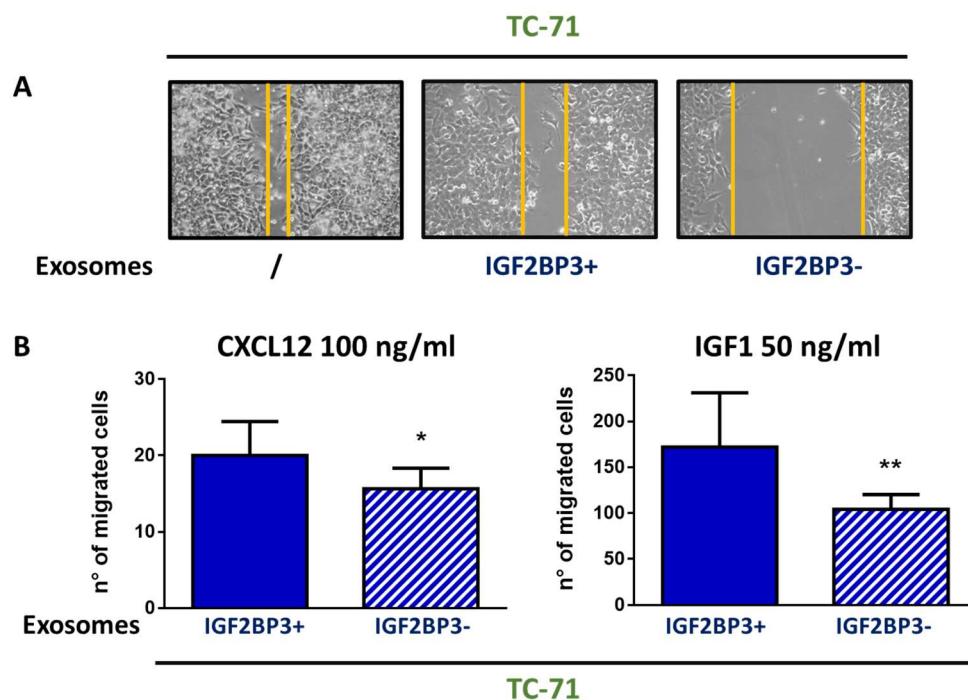 TC-71
A
Exosomes / IGF2BP3+ IGF2BP3-
B
CXCL12 100 ng/ml IGF1 50 ng/ml
n° of migrated cells
30
20
10
0
*
n° of migrated cells
250
200
150
100
50
0
**
Exosomes IGF2BP3+ IGF2BP3- IGF2BP3+ IGF2BP3-
TC-71